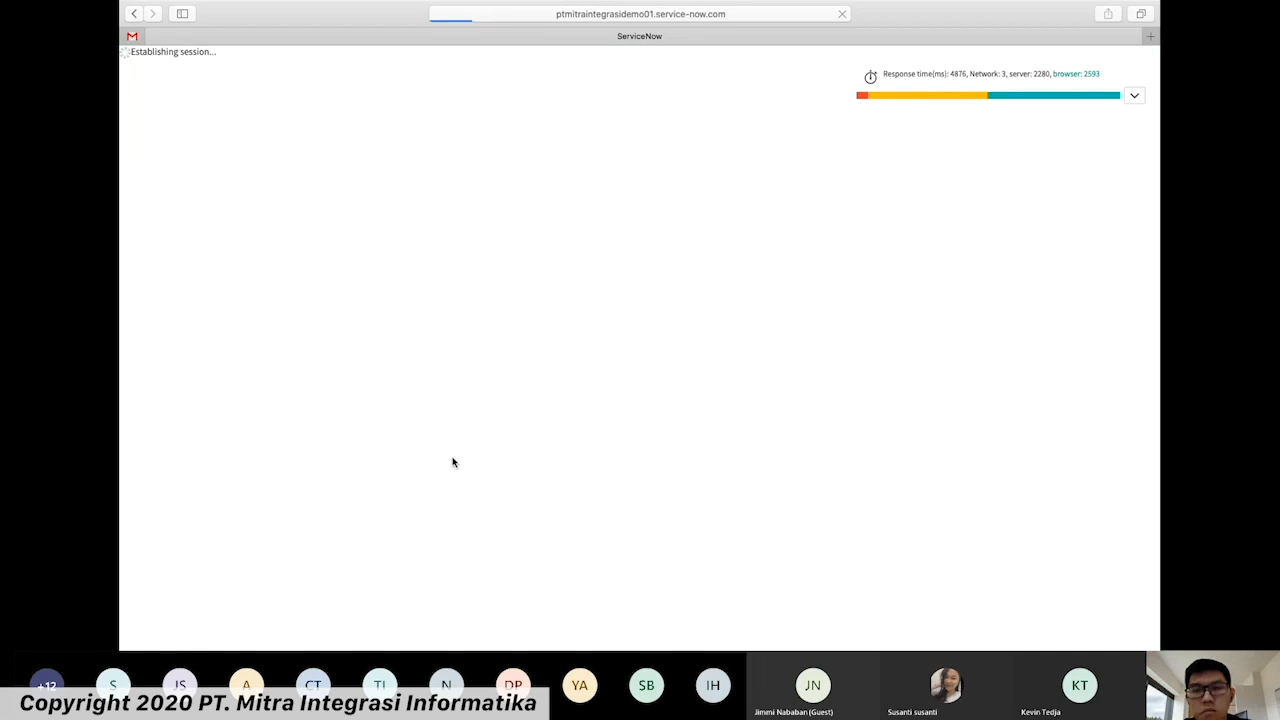 ptmitraintegrasidemo01.service-now.com
ServiceNow
Establishing session...
Response time(ms): 4876, Network: 3, server: 2280, browser: 2593
+12 S JS A CT TI N DP YA SB IH JN KT
Jimmi Nababan (Guest) Susanti susanti Kevin Tedja
Copyright 2020 PT. Mitra Integrasi Informatika